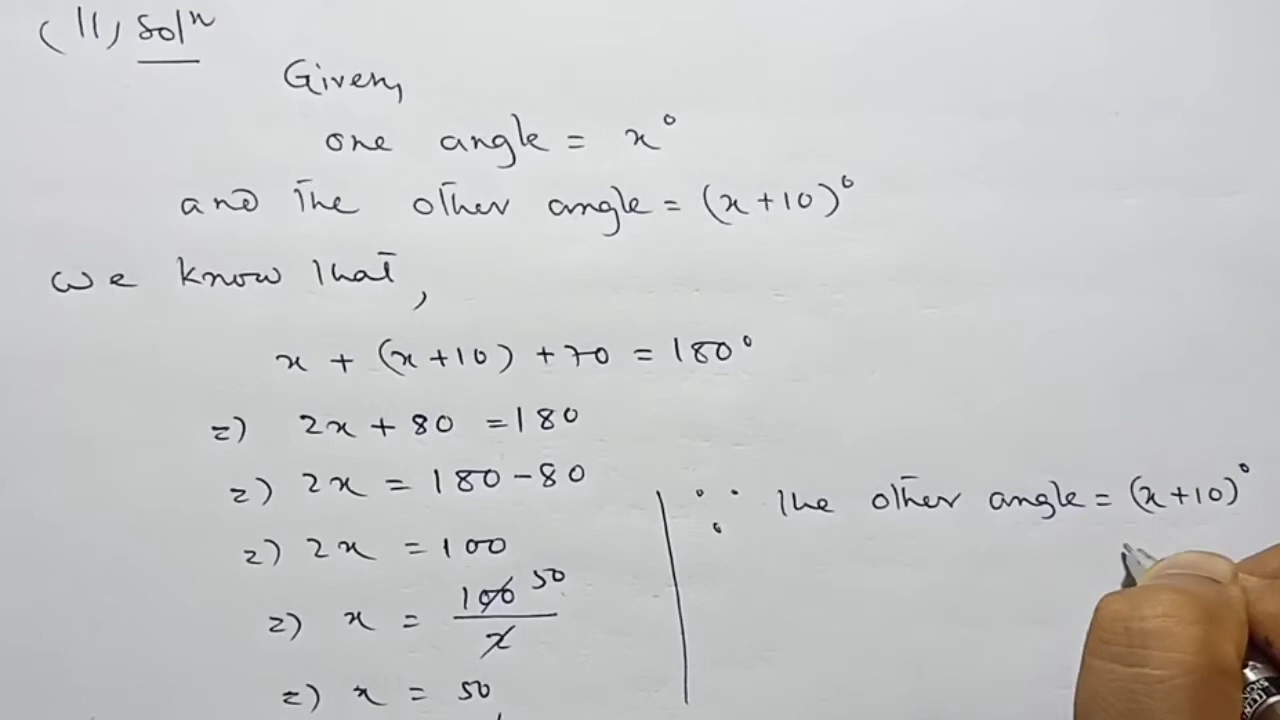 (11) Solⁿ
Given,
one angle = x°
and the other angle = (x+10)°
we know that,
x + (x+10) + 70 = 180°
=) 2x + 80 = 180
=) 2x = 180 - 80
=) 2x = 100
=) x = 100/2 50
=) x = 50
∵ the other angle = (x+10)°